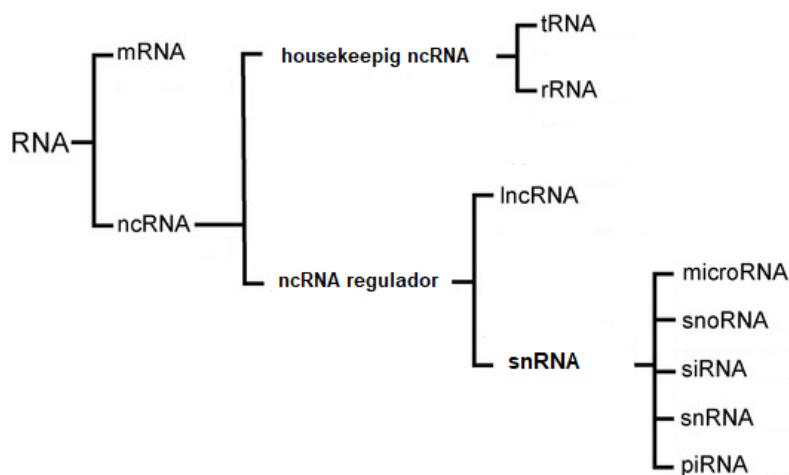 RNA
mRNA
ncRNA
housekeepig ncRNA
tRNA
rRNA
ncRNA regulador
lncRNA
snRNA
microRNA
snoRNA
siRNA
snRNA
piRNA